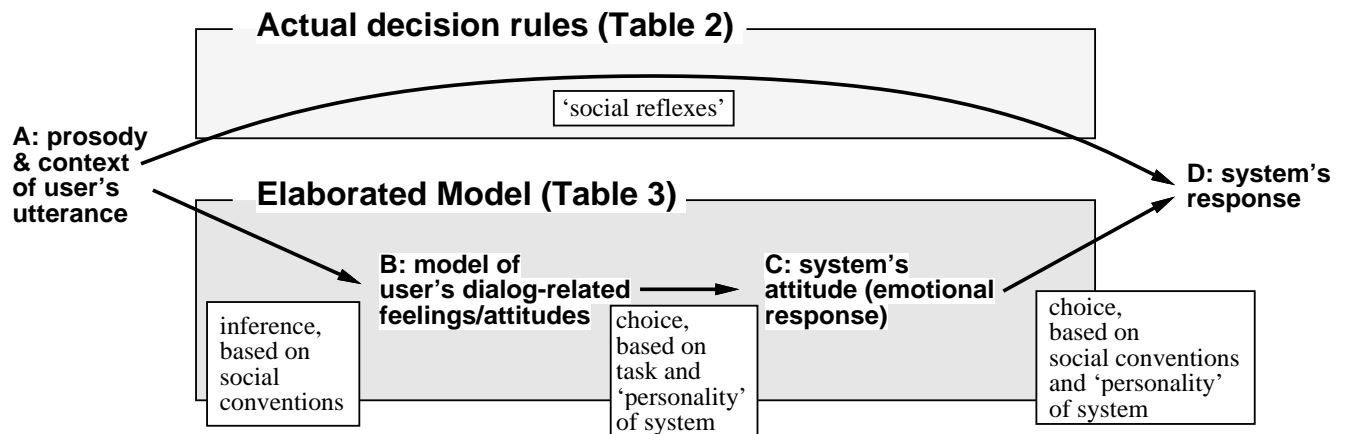 Actual decision rules (Table 2)
‘social reflexes’
A: prosody
& context
of user’s
utterance
D: system’s
response
Elaborated Model (Table 3)
B: model of
user’s dialog-related
feelings/attitudes
C: system’s
attitude (emotional
response)
inference,
based on
social
conventions
choice,
based on
task and
‘personality’
of system
choice,
based on
social conventions
and ‘personality’
of system